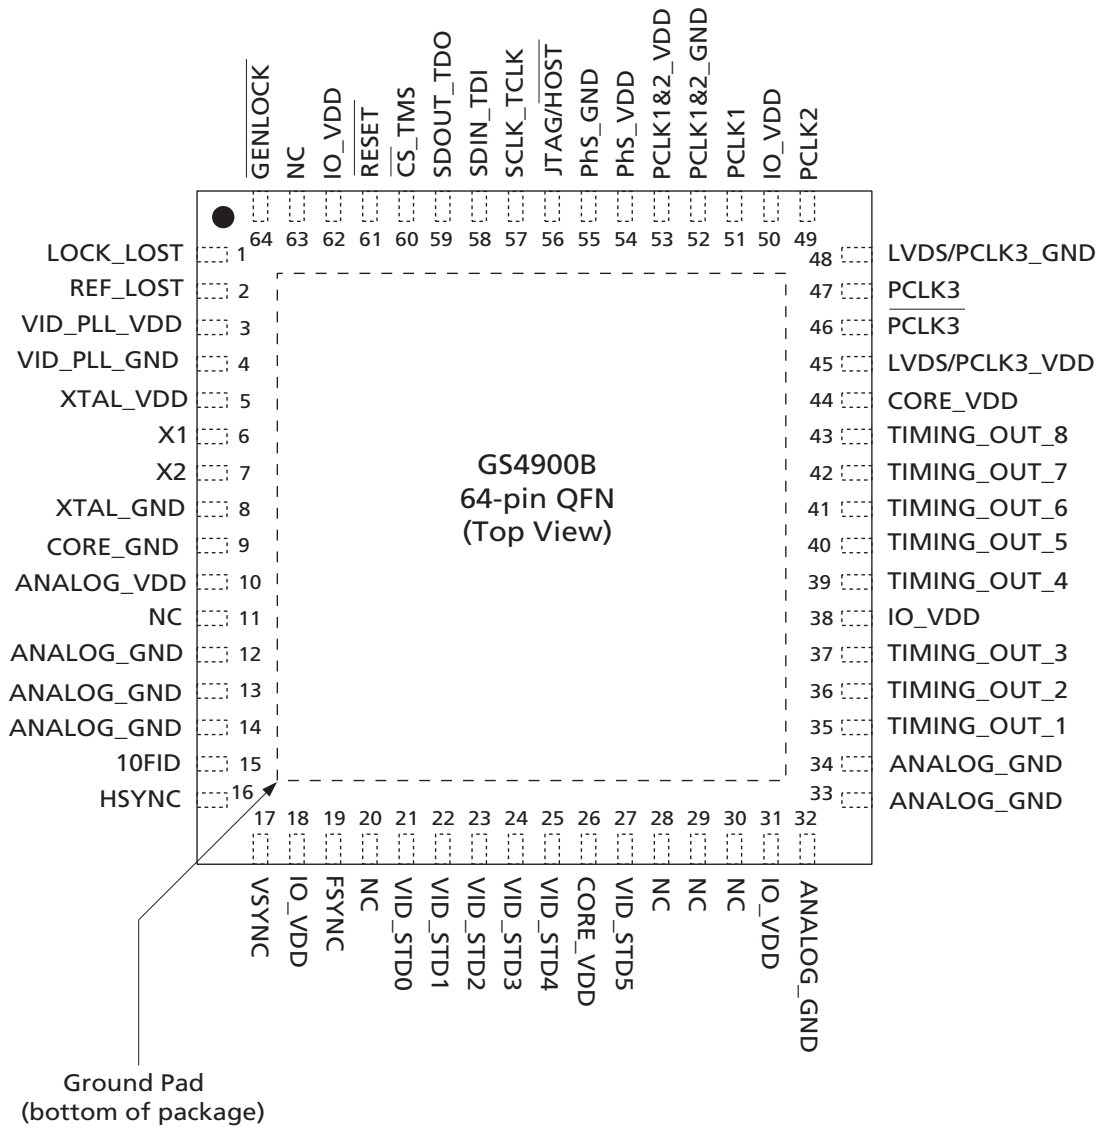 GENLOCK
NC
IO_VDD
RESET
CS_TMS
SDOUT_TDO
SDIN_TDI
SCLK_TCLK
JTAG/HOST
PhS_GND
PhS_VDD
PCLK1&2_VDD
PCLK1&2_GND
PCLK1
IO_VDD
PCLK2
64 63 62 61 60 59 58 57 56 55 54 53 52 51 50 49
LOCK_LOST 1
REF_LOST 2
VID_PLL_VDD 3
VID_PLL_GND 4
XTAL_VDD 5
X1 6
X2 7
XTAL_GND 8
CORE_GND 9
ANALOG_VDD 10
NC 11
ANALOG_GND 12
ANALOG_GND 13
ANALOG_GND 14
10FID 15
HSYNC 16
GS4900B
64-pin QFN
(Top View)
48 LVDS/PCLK3_GND
47 PCLK3
46 PCLK3
45 LVDS/PCLK3_VDD
44 CORE_VDD
43 TIMING_OUT_8
42 TIMING_OUT_7
41 TIMING_OUT_6
40 TIMING_OUT_5
39 TIMING_OUT_4
38 IO_VDD
37 TIMING_OUT_3
36 TIMING_OUT_2
35 TIMING_OUT_1
34 ANALOG_GND
33 ANALOG_GND
17 18 19 20 21 22 23 24 25 26 27 28 29 30 31 32
VSYNC
IO_VDD
FSYNC
NC
VID_STD0
VID_STD1
VID_STD2
VID_STD3
VID_STD4
CORE_VDD
VID_STD5
NC
NC
NC
IO_VDD
ANALOG_GND
Ground Pad
(bottom of package)